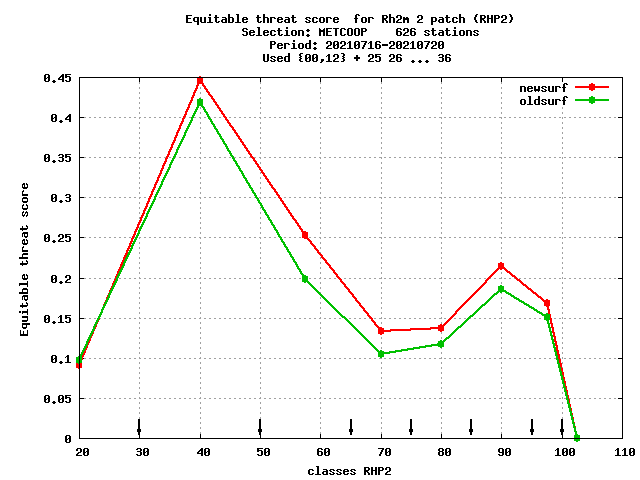 Equitable threat score for Rh2m 2 patch (RHP2)
Selection: METCOOP 626 stations
Period: 20210716-20210720
Used {00,12} + 25 26 ... 36
newsurf
oldsurf
0.45
0.4
0.35
0.3
0.25
0.2
0.15
0.1
0.05
0
Equitable threat score
20 30 40 50 60 70 80 90 100 110
classes RHP2